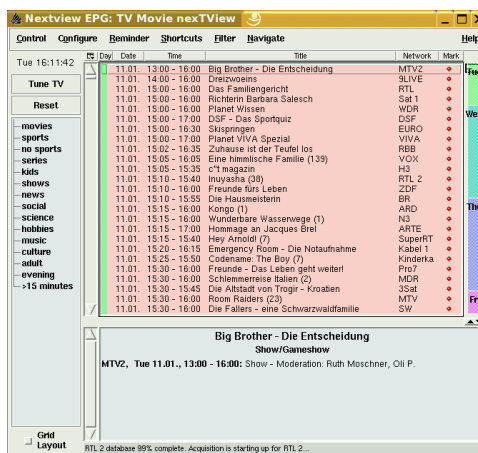 Nextview EPG: TV Movie nexTView
Control Configure Reminder Shortcuts Filter Navigate Help
Tue 16:11:42
Tune TV
Reset
movies
sports
no sports
series
kids
shows
news
social
science
hobbies
music
culture
adult
evening
>15 minutes
Day Date Time Title Network Mark
11.01. 13:00 - 16:00 Big Brother - Die Entscheidung MTV2
11.01. 14:00 - 16:00 Dreizwoeins 9LIVE
11.01. 15:00 - 16:00 Das Familiengericht RTL
11.01. 15:00 - 16:00 Richterin Barbara Salesch Sat 1
11.01. 15:00 - 16:00 Planet Wissen WDR
11.01. 15:00 - 17:00 DSF - Das Sportquiz DSF
11.01. 15:00 - 16:30 Skispringen EURO
11.01. 15:00 - 17:00 Planet VIVA Spezial VIVA
11.01. 15:02 - 16:35 Zuhause ist der Teufel los RBB
11.01. 15:05 - 16:05 Eine himmlische Familie (139) VOX
11.01. 15:05 - 15:35 c"t magazin H3
11.01. 15:10 - 15:40 Inuyasha (38) RTL 2
11.01. 15:10 - 16:00 Freunde fürs Leben ZDF
11.01. 15:10 - 15:55 Die Hausmeisterin BR
11.01. 15:15 - 16:00 Kongo (1) ARD
11.01. 15:15 - 16:00 Wunderbare Wasserwege (1) N3
11.01. 15:15 - 17:00 Hommage an Jacques Brel ARTE
11.01. 15:15 - 15:40 Hey Arnold! (7) SuperRT
11.01. 15:20 - 16:15 Emergency Room - Die Notaufnahme Kabel 1
11.01. 15:25 - 15:50 Codename: The Boy (7) Kinderka
11.01. 15:30 - 16:00 Freunde - Das Leben geht weiter! Pro7
11.01. 15:30 - 16:00 Schlemmerreise Italien (2) MDR
11.01. 15:30 - 15:45 Die Altstadt von Trogir - Kroatien 3Sat
11.01. 15:30 - 16:00 Room Raiders (23) MTV
11.01. 15:30 - 16:00 Die Fallers - eine Schwarzwaldfamilie SW
Tue
We
Thu
Fr
Big Brother - Die Entscheidung
Show/Gameshow
MTV2, Tue 11.01., 13:00 - 16:00: Show - Moderation: Ruth Moschner, Oli P.
Grid
Layout
RTL 2 database 99% complete. Acquisition is starting up for RTL 2...